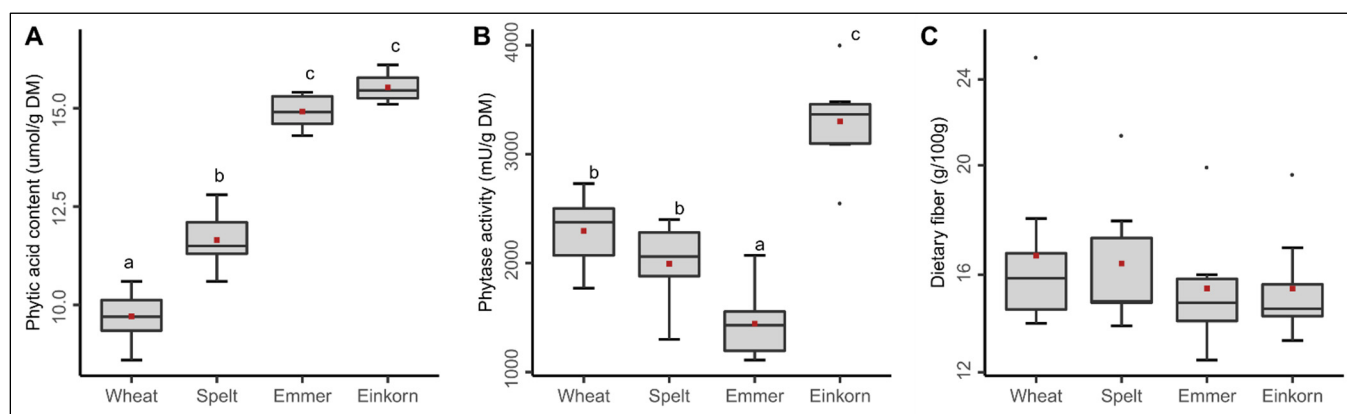 A
Phytic acid content (umol/g DM)
15.0
12.5
10.0
a
b
c
c
Wheat Spelt Emmer Einkorn
B
Phytase activity (mU/g DM)
4000
3000
2000
1000
b
b
a
c
Wheat Spelt Emmer Einkorn
C
Dietary fiber (g/100g)
24
20
16
12
Wheat Spelt Emmer Einkorn